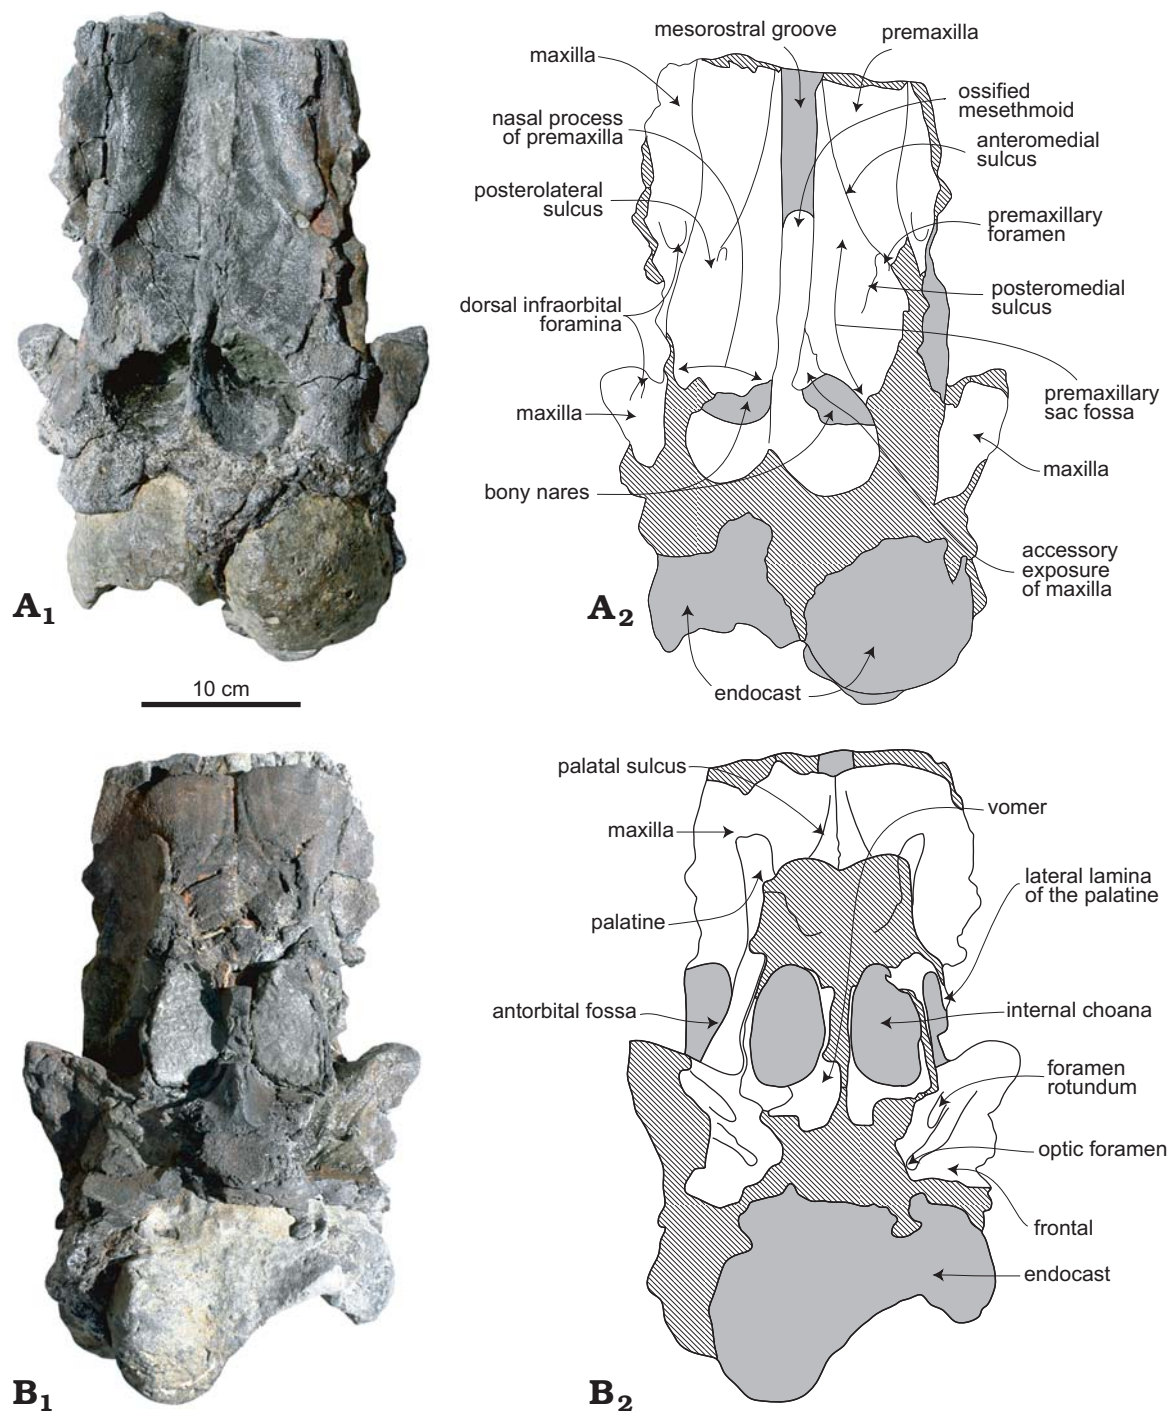 mesorostral groove
premaxilla
maxilla
ossified
mesethmoid
nasal process
of premaxilla
anteromedial
sulcus
posterolateral
sulcus
premaxillary
foramen
dorsal infraorbital
foramina
posteromedial
sulcus
premaxillary
sac fossa
maxilla
maxilla
bony nares
accessory
exposure
of maxilla
A1
A2
10 cm
endocast
palatal sulcus
vomer
maxilla
lateral lamina
of the palatine
palatine
antorbital fossa
internal choana
foramen
rotundum
optic foramen
frontal
endocast
B1
B2